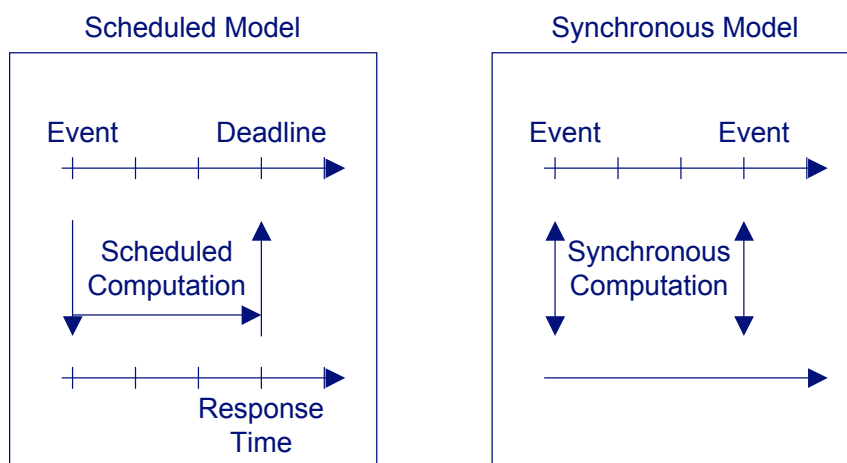 Scheduled Model
Event
Deadline
Scheduled
Computation
Response
Time
Synchronous Model
Event
Event
Synchronous
Computation